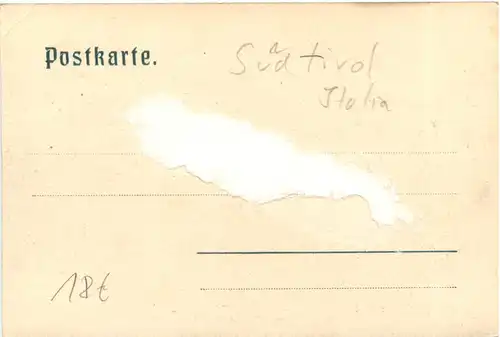 Postkarte.
Südtirol
Italia
18€